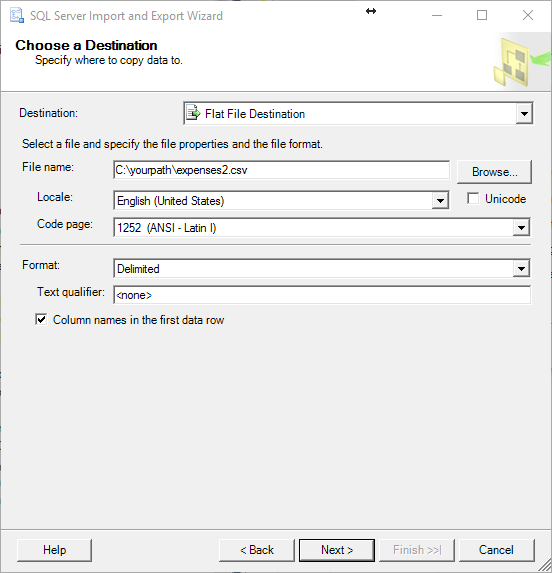 SQL Server Import and Export Wizard
Choose a Destination
Specify where to copy data to.
Destination: Flat File Destination
Select a file and specify the file properties and the file format.
File name: C:\yourpath\expenses2.csv Browse...
Locale: English (United States) Unicode
Code page: 1252 (ANSI - Latin I)
Format: Delimited
Text qualifier: <none>
Column names in the first data row
Help < Back Next > Finish >>| Cancel